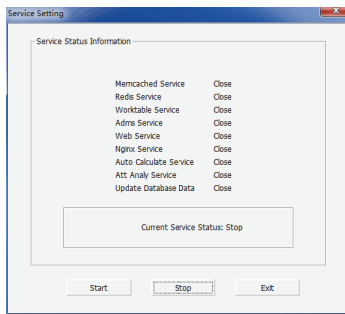 Service Setting
Service Status Information
Memcached Service Close
Redis Service Close
Worktable Service Close
Adms Service Close
Web Service Close
Nginx Service Close
Auto Calculate Service Close
Att Analy Service Close
Update Database Data Close
Current Service Status: Stop
Start Stop Exit